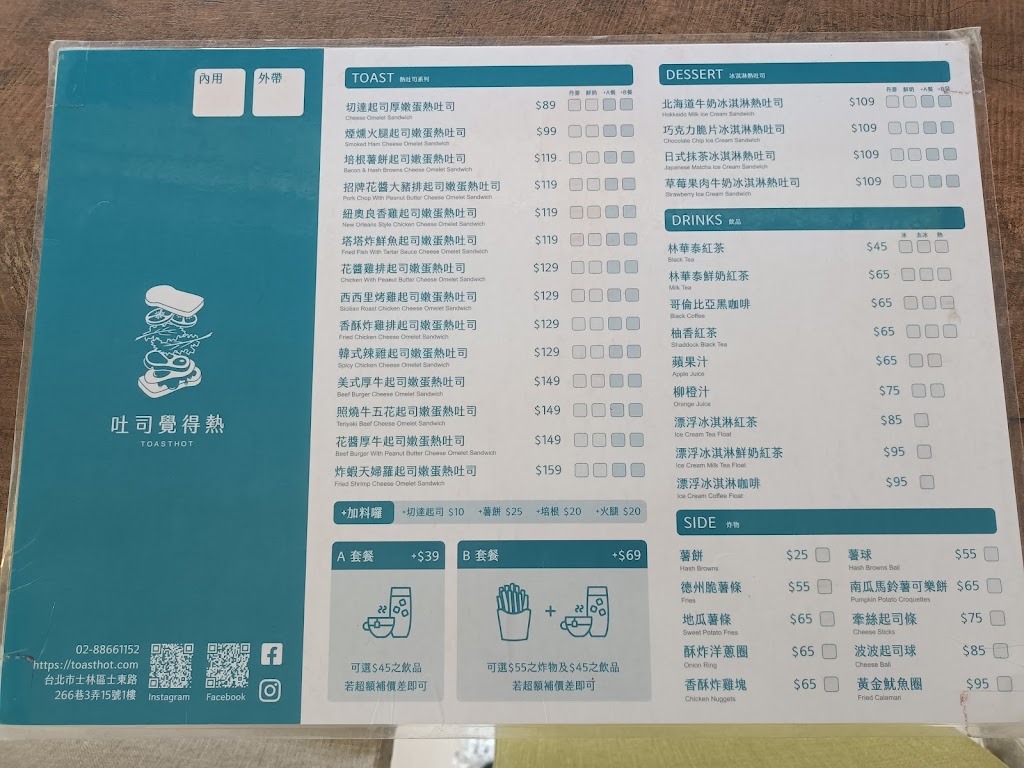 內用
外帶
吐司覺得熱
TOASTHOT
02-88661152
https://toasthot.com
台北市士林區士東路
266巷3弄15號1樓
Instagram
Facebook
TOAST 熱吐司系列
丹麥 鮮奶 +A餐 +B餐
切達起司厚嫩蛋熱吐司 $89
Cheese Omelet Sandwich
煙燻火腿起司嫩蛋熱吐司 $99
Smoked Ham Cheese Omelet Sandwich
培根薯餅起司嫩蛋熱吐司 $119
Bacon & Hash Browns Cheese Omelet Sandwich
招牌花醬大豬排起司嫩蛋熱吐司 $119
Pork Chop With Peanut Butter Cheese Omelet Sandwich
紐奧良香雞起司嫩蛋熱吐司 $119
New Orleans Style Chicken Cheese Omelet Sandwich
塔塔炸鮮魚起司嫩蛋熱吐司 $119
Fried Fish With Tartar Sauce Cheese Omelet Sandwich
花醬雞排起司嫩蛋熱吐司 $129
Chicken With Peanut Butter Cheese Omelet Sandwich
西西里烤雞起司嫩蛋熱吐司 $129
Sicilian Roast Chicken Cheese Omelet Sandwich
香酥炸雞排起司嫩蛋熱吐司 $129
Fried Chicken Cheese Omelet Sandwich
韓式辣雞起司嫩蛋熱吐司 $129
Spicy Chicken Cheese Omelet Sandwich
美式厚牛起司嫩蛋熱吐司 $149
Beef Burger Cheese Omelet Sandwich
照燒牛五花起司嫩蛋熱吐司 $149
Teriyaki Beef Cheese Omelet Sandwich
花醬厚牛起司嫩蛋熱吐司 $149
Beef Burger With Peanut Butter Cheese Omelet Sandwich
炸蝦天婦羅起司嫩蛋熱吐司 $159
Fried Shrimp Cheese Omelet Sandwich
+加料囉 +切達起司 $10 +薯餅 $25 +培根 $20 +火腿 $20
A 套餐 +$39
可選$45之飲品
若超額補價差即可
B 套餐 +$69
可選$55之炸物及$45之飲品
若超額補價差即可
DESSERT 冰淇淋熱吐司
丹麥 鮮奶 +A餐 +B餐
北海道牛奶冰淇淋熱吐司 $109
Hokkaido Milk Ice Cream Sandwich
巧克力脆片冰淇淋熱吐司 $109
Chocolate Chip Ice Cream Sandwich
日式抹茶冰淇淋熱吐司 $109
Japanese Matcha Ice Cream Sandwich
草莓果肉牛奶冰淇淋熱吐司 $109
Strawberry Ice Cream Sandwich
DRINKS 飲品
冰 去冰 熱
林華泰紅茶 $45
Black Tea
林華泰鮮奶紅茶 $65
Milk Tea
哥倫比亞黑咖啡 $65
Black Coffee
柚香紅茶 $65
Shaddock Black Tea
蘋果汁 $65
Apple Juice
柳橙汁 $75
Orange Juice
漂浮冰淇淋紅茶 $85
Ice Cream Tea Float
漂浮冰淇淋鮮奶紅茶 $95
Ice Cream Milk Tea Float
漂浮冰淇淋咖啡 $95
Ice Cream Coffee Float
SIDE 炸物
薯餅 $25
Hash Browns
德州脆薯條 $55
Fries
地瓜薯條 $65
Sweet Potato Fries
酥炸洋蔥圈 $65
Onion Ring
香酥炸雞塊 $65
Chicken Nuggets
薯球 $55
Hash Browns Ball
南瓜馬鈴薯可樂餅 $65
Pumpkin Potato Croquettes
牽絲起司條 $75
Cheese Sticks
波波起司球 $85
Cheese Ball
黃金魷魚圈 $95
Fried Calamari